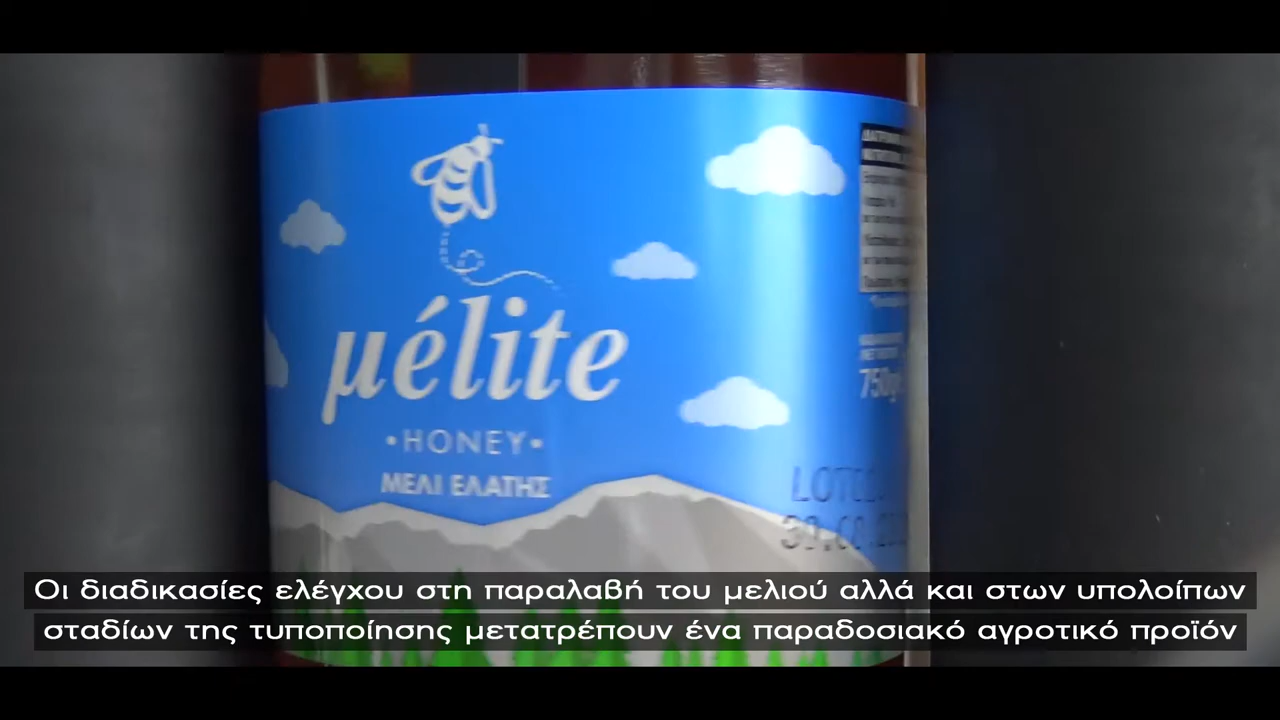 μélite
•HONEY•
ΜΕΛΙ ΕΛΑΤΗΣ
750g
Οι διαδικασίες ελέγχου στη παραλαβή του μελιού αλλά και στων υπολοίπων
σταδίων της τυποποίησης μετατρέπουν ένα παραδοσιακό αγροτικό προϊόν